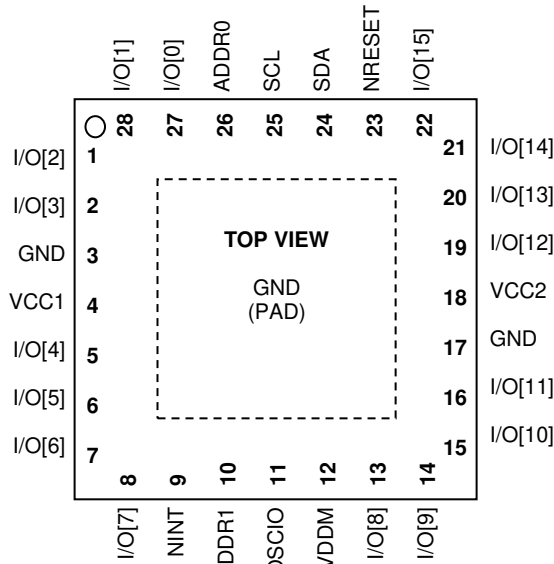 I/O[1]
I/O[0]
ADDR0
SCL
SDA
NRESET
I/O[15]
28
27
26
25
24
23
22
I/O[2] 1
21 I/O[14]
I/O[3] 2
20 I/O[13]
GND 3
19 I/O[12]
VCC1 4
18 VCC2
I/O[4] 5
17 GND
I/O[5] 6
16 I/O[11]
I/O[6] 7
15 I/O[10]
TOP VIEW
GND
(PAD)
8
9
10
11
12
13
14
I/O[7]
NINT
DDR1
OSCIO
VDDM
I/O[8]
I/O[9]